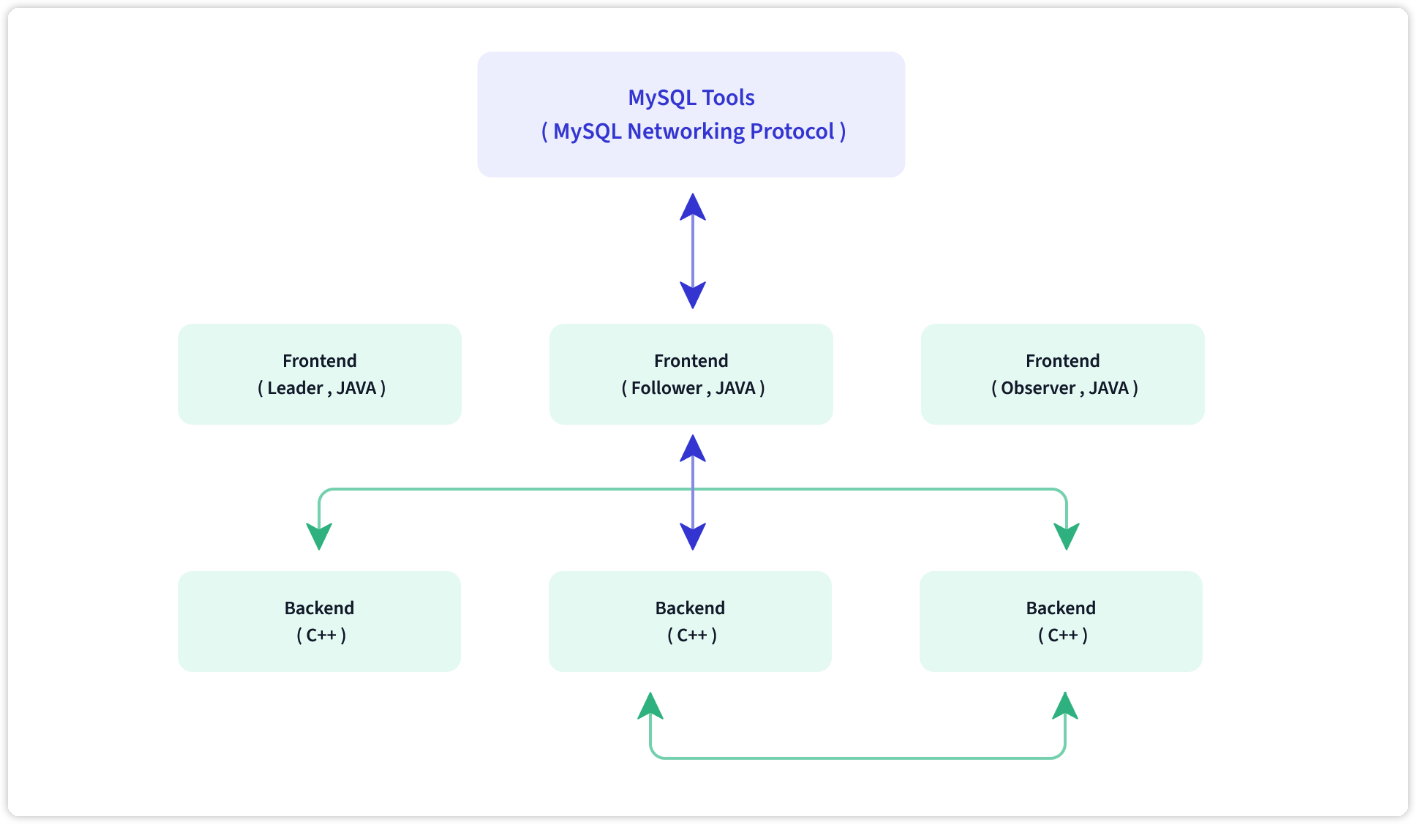 MySQL Tools
( MySQL Networking Protocol )
Frontend
( Leader , JAVA )
Frontend
( Follower , JAVA )
Frontend
( Observer , JAVA )
Backend
( C++ )
Backend
( C++ )
Backend
( C++ )